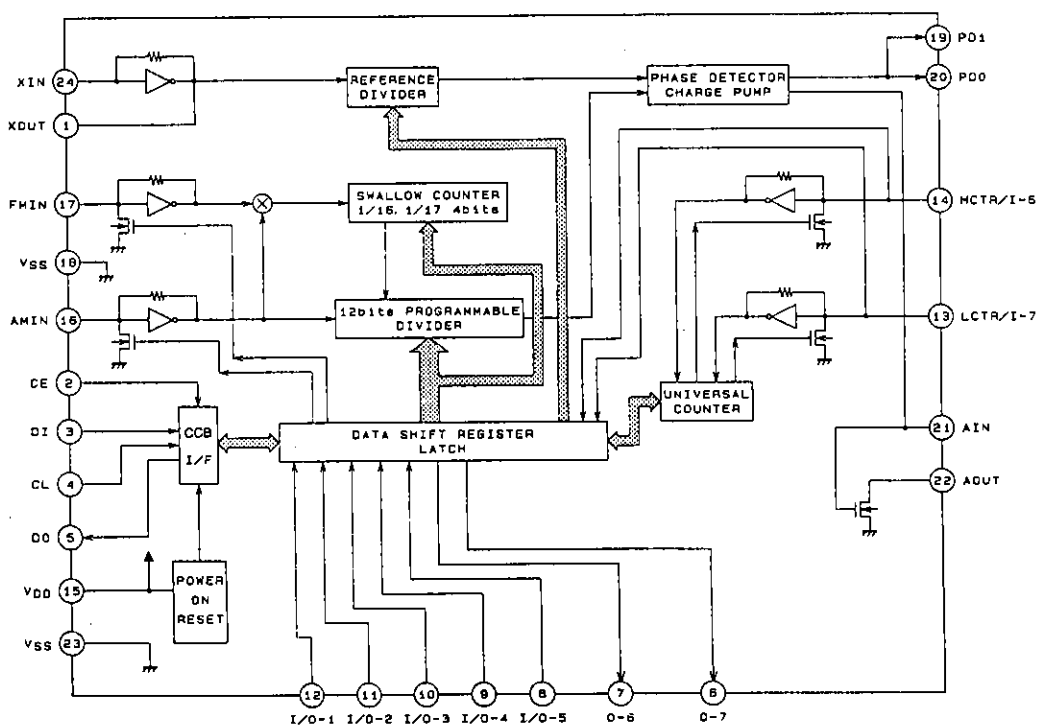 19 PD1
XIN 24
REFERENCE
DIVIDER
PHASE DETECTOR
CHARGE PUMP
20 PD0
XOUT 1
FMIN 17
SWALLOW COUNTER
1/16, 1/17 4bits
14 HCTR/I-6
VSS 18
AMIN 16
12bits PROGRAMMABLE
DIVIDER
13 LCTR/I-7
CE 2
UNIVERSAL
COUNTER
DI 3
CCB
I/F
DATA SHIFT REGISTER
LATCH
21 AIN
CL 4
22 AOUT
DO 5
VDD 15
POWER
ON
RESET
VSS 23
12 11 10 9 8 7 6
I/O-1 I/O-2 I/O-3 I/O-4 I/O-5 O-6 O-7